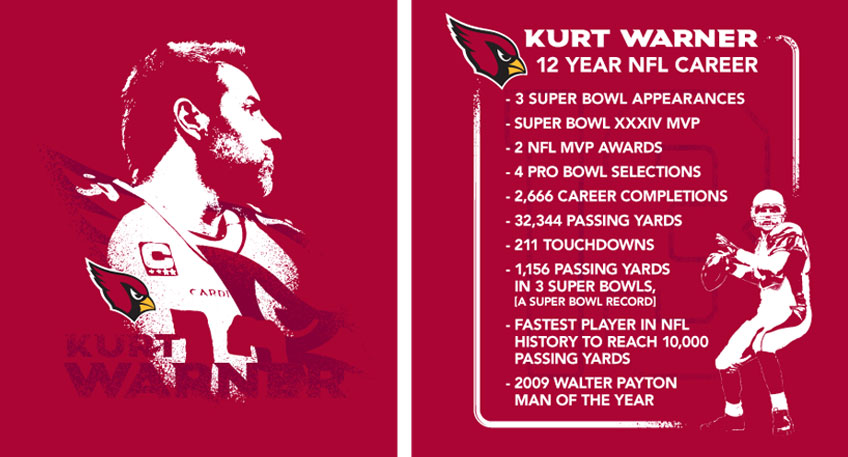 C
CARDI
13
KURT
WARNER
KURT WARNER
12 YEAR NFL CAREER
- 3 SUPER BOWL APPEARANCES
- SUPER BOWL XXXIV MVP
- 2 NFL MVP AWARDS
- 4 PRO BOWL SELECTIONS
- 2,666 CAREER COMPLETIONS
- 32,344 PASSING YARDS
- 211 TOUCHDOWNS
- 1,156 PASSING YARDS
IN 3 SUPER BOWLS,
[A SUPER BOWL RECORD]
- FASTEST PLAYER IN NFL
HISTORY TO REACH 10,000
PASSING YARDS
- 2009 WALTER PAYTON
MAN OF THE YEAR
13